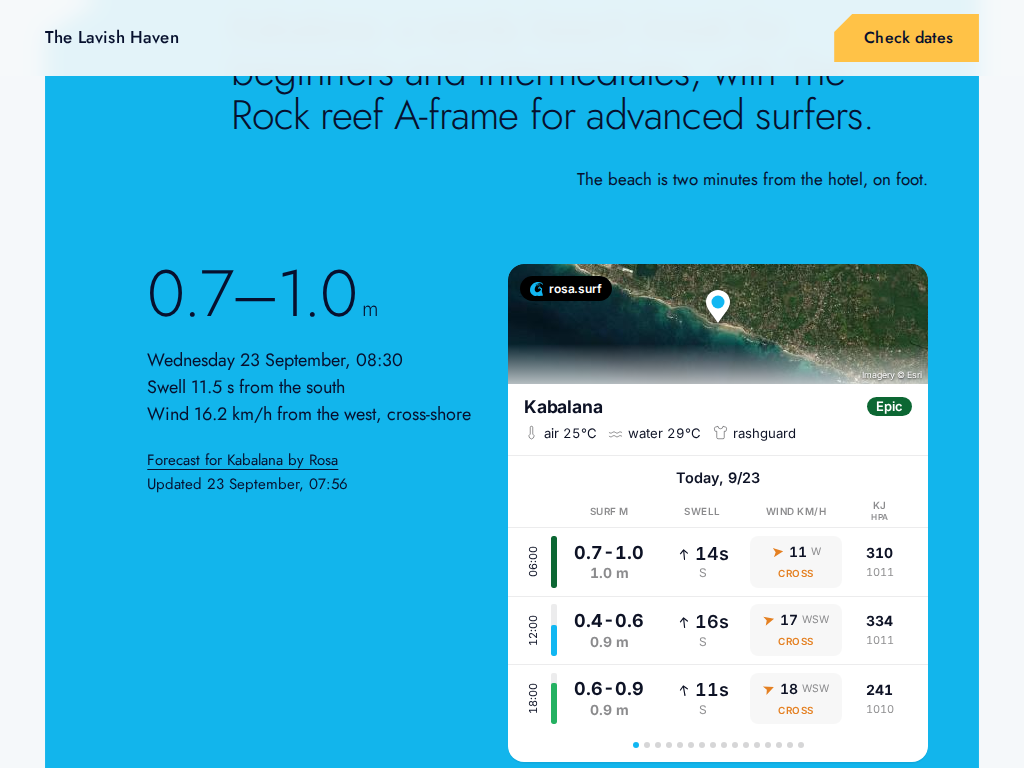 The Lavish Haven
Check dates
beginners and intermediates, with The
Rock reef A-frame for advanced surfers.
The beach is two minutes from the hotel, on foot.
0.7–1.0 m
Wednesday 23 September, 08:30
Swell 11.5 s from the south
Wind 16.2 km/h from the west, cross-shore
Forecast for Kabalana by Rosa
Updated 23 September, 07:56
rosa.surf
Imagery © Esri
Kabalana
Epic
air 25°C water 29°C rashguard
Today, 9/23
SURF M SWELL WIND KM/H KJ
HPA
06:00
0.7-1.0 14s 11 W 310
1.0 m S CROSS 1011
12:00
0.4-0.6 16s 17 WSW 334
0.9 m S CROSS 1011
18:00
0.6-0.9 11s 18 WSW 241
0.9 m S CROSS 1010